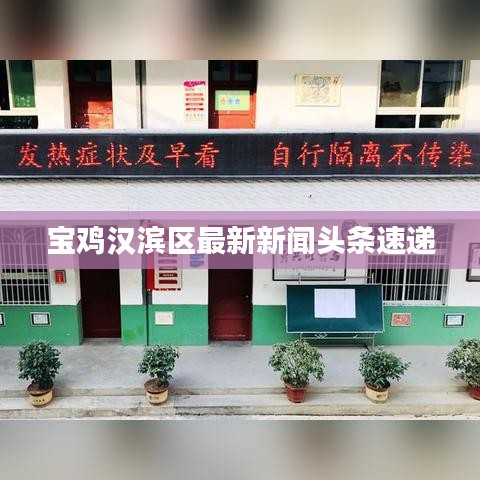 发热症状及早看 自行隔离不传染
宝鸡汉滨区最新新闻头条速递